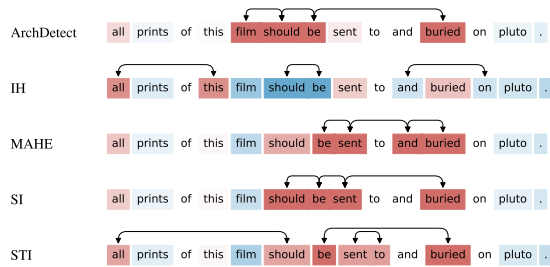 ArchDetect all prints of this film should be sent to and buried on pluto .
IH all prints of this film should be sent to and buried on pluto .
MAHE all prints of this film should be sent to and buried on pluto .
SI all prints of this film should be sent to and buried on pluto .
STI all prints of this film should be sent to and buried on pluto .